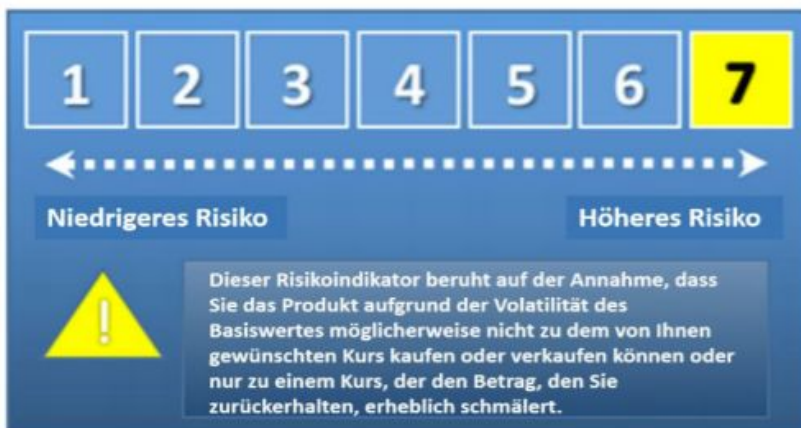 1 2 3 4 5 6 7
Niedrigeres Risiko Höheres Risiko
!
Dieser Risikoindikator beruht auf der Annahme, dass
Sie das Produkt aufgrund der Volatilität des
Basiswertes möglicherweise nicht zu dem von Ihnen
gewünschten Kurs kaufen oder verkaufen können oder
nur zu einem Kurs, der den Betrag, den Sie
zurückerhalten, erheblich schmälert.